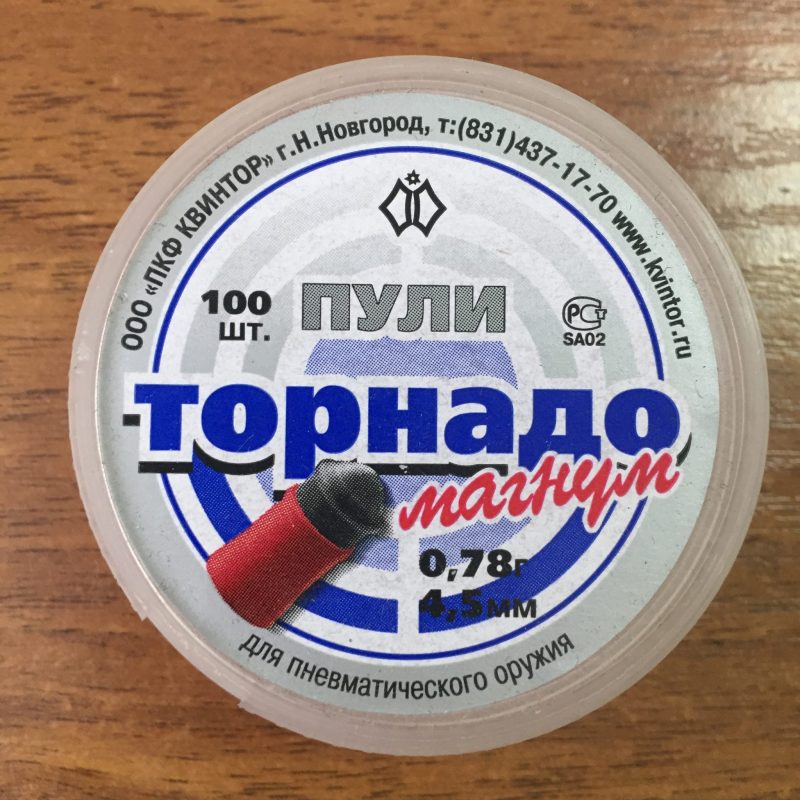 ООО «ПКФ КВИНТОР» г.Н.Новгород, т:(831)437-17-70 www.kvintor.ru
100
ШТ.
ПУЛИ
РСТ
SA02
торнадо
магнум
0,78г
4,5мм
для пневматического оружия